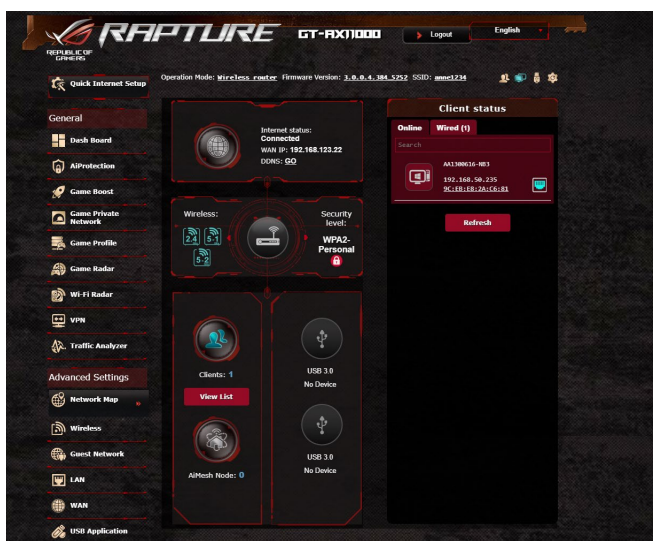 REPUBLIC OF
GAMERS
RAPTURE
GT-AX11000
Logout
English
Quick Internet Setup
Operation Mode: Wireless router Firmware Version: 3.0.0.4.384_5252 SSID: anne1234
General
Dash Board
AiProtection
Game Boost
Game Private
Network
Game Profile
Game Radar
Wi-Fi Radar
VPN
Traffic Analyzer
Advanced Settings
Network Map
Wireless
Guest Network
LAN
WAN
USB Application
Internet status:
Connected
WAN IP: 192.168.123.22
DDNS: GO
Wireless:
2.4 5-1
5-2
Security
level:
WPA2-
Personal
Clients: 1
View List
AiMesh Node: 0
USB 3.0
No Device
USB 3.0
No Device
Client status
Online Wired (1)
Search
AA1300616-NB3
192.168.50.235
9C:EB:E8:2A:C6:81
Refresh